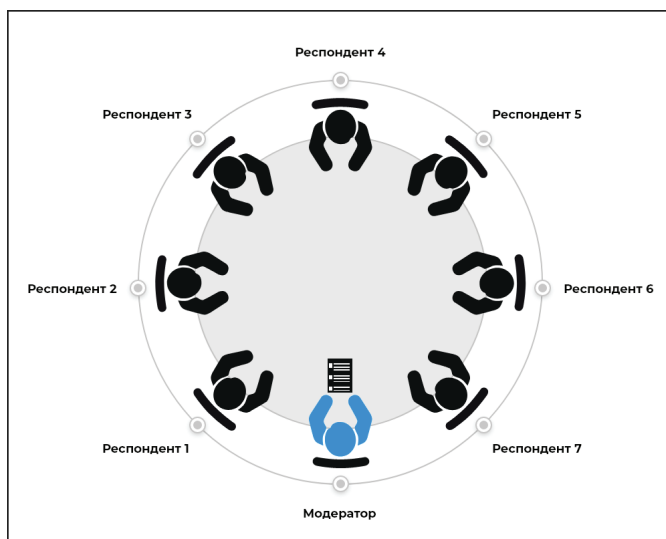 Респондент 4
Респондент 3
Респондент 5
Респондент 2
Респондент 6
Респондент 1
Респондент 7
Модератор